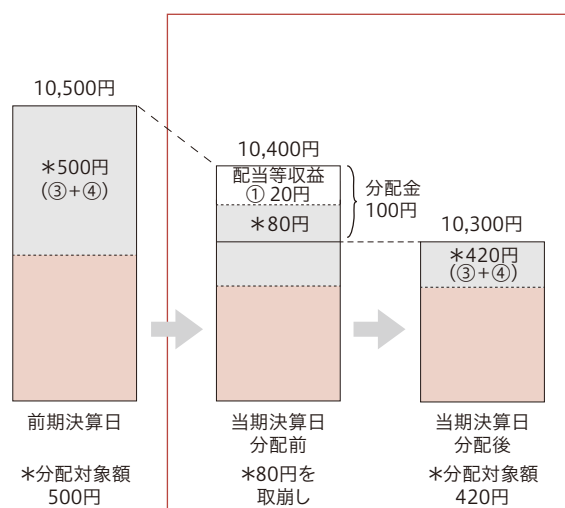 10,500円
＊500円
(③+④)
前期決算日
＊分配対象額
500円
10,400円
配当等収益
① 20円
＊80円
分配金
100円
当期決算日
分配前
＊80円を
取崩し
10,300円
＊420円
(③+④)
当期決算日
分配後
＊分配対象額
420円